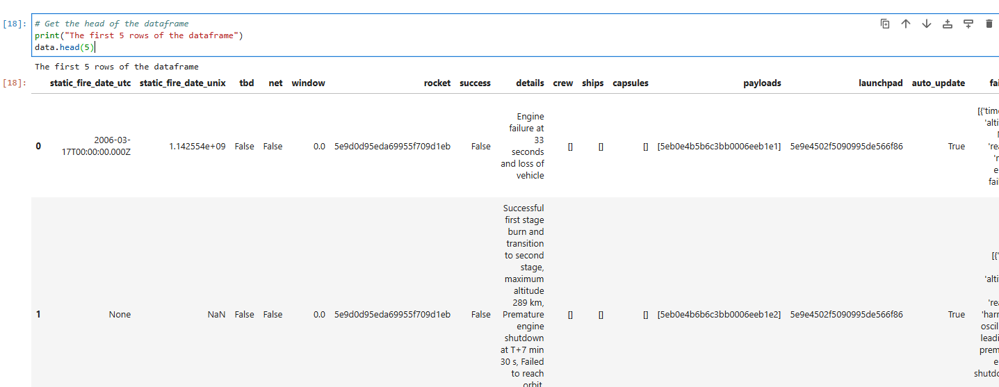 [18]: # Get the head of the dataframe
print("The first 5 rows of the dataframe")
data.head(5)
The first 5 rows of the dataframe
[18]: static_fire_date_utc static_fire_date_unix tbd net window rocket success details crew ships capsules payloads launchpad auto_update fai
0 2006-03-17T00:00:00.000Z 1.142554e+09 False False 0.0 5e9d0d95eda69955f709d1eb False Engine
failure at
33
seconds
and loss of
vehicle
[] [] [] [5eb0e4b5b6c3bb0006eeb1e1] 5e9e4502f5090995de566f86 True [{'time
'alti
'rea
e
fail
1 None NaN False False 0.0 5e9d0d95eda69955f709d1eb False Successful
first stage
burn and
transition
to second
stage,
maximum
altitude
289 km,
Premature
engine
shutdown
at T+7 min
30 s, Failed
to reach
orbit,
[] [] [] [5eb0e4b6b6c3bb0006eeb1e2] 5e9e4502f5090995de566f86 True [{'
'alti
'rea
'harr
oscil
leadi
prem
e
shutdo